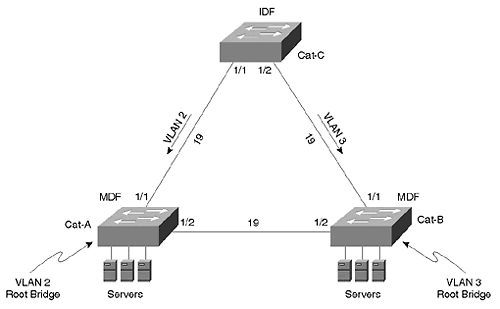 IDF
Cat-C
1/1
1/2
VLAN 2
VLAN 3
19
19
MDF
1/1
1/1
MDF
Cat-A
1/2
19
1/2
Cat-B
VLAN 2
Root Bridge
Servers
Servers
VLAN 3
Root Bridge